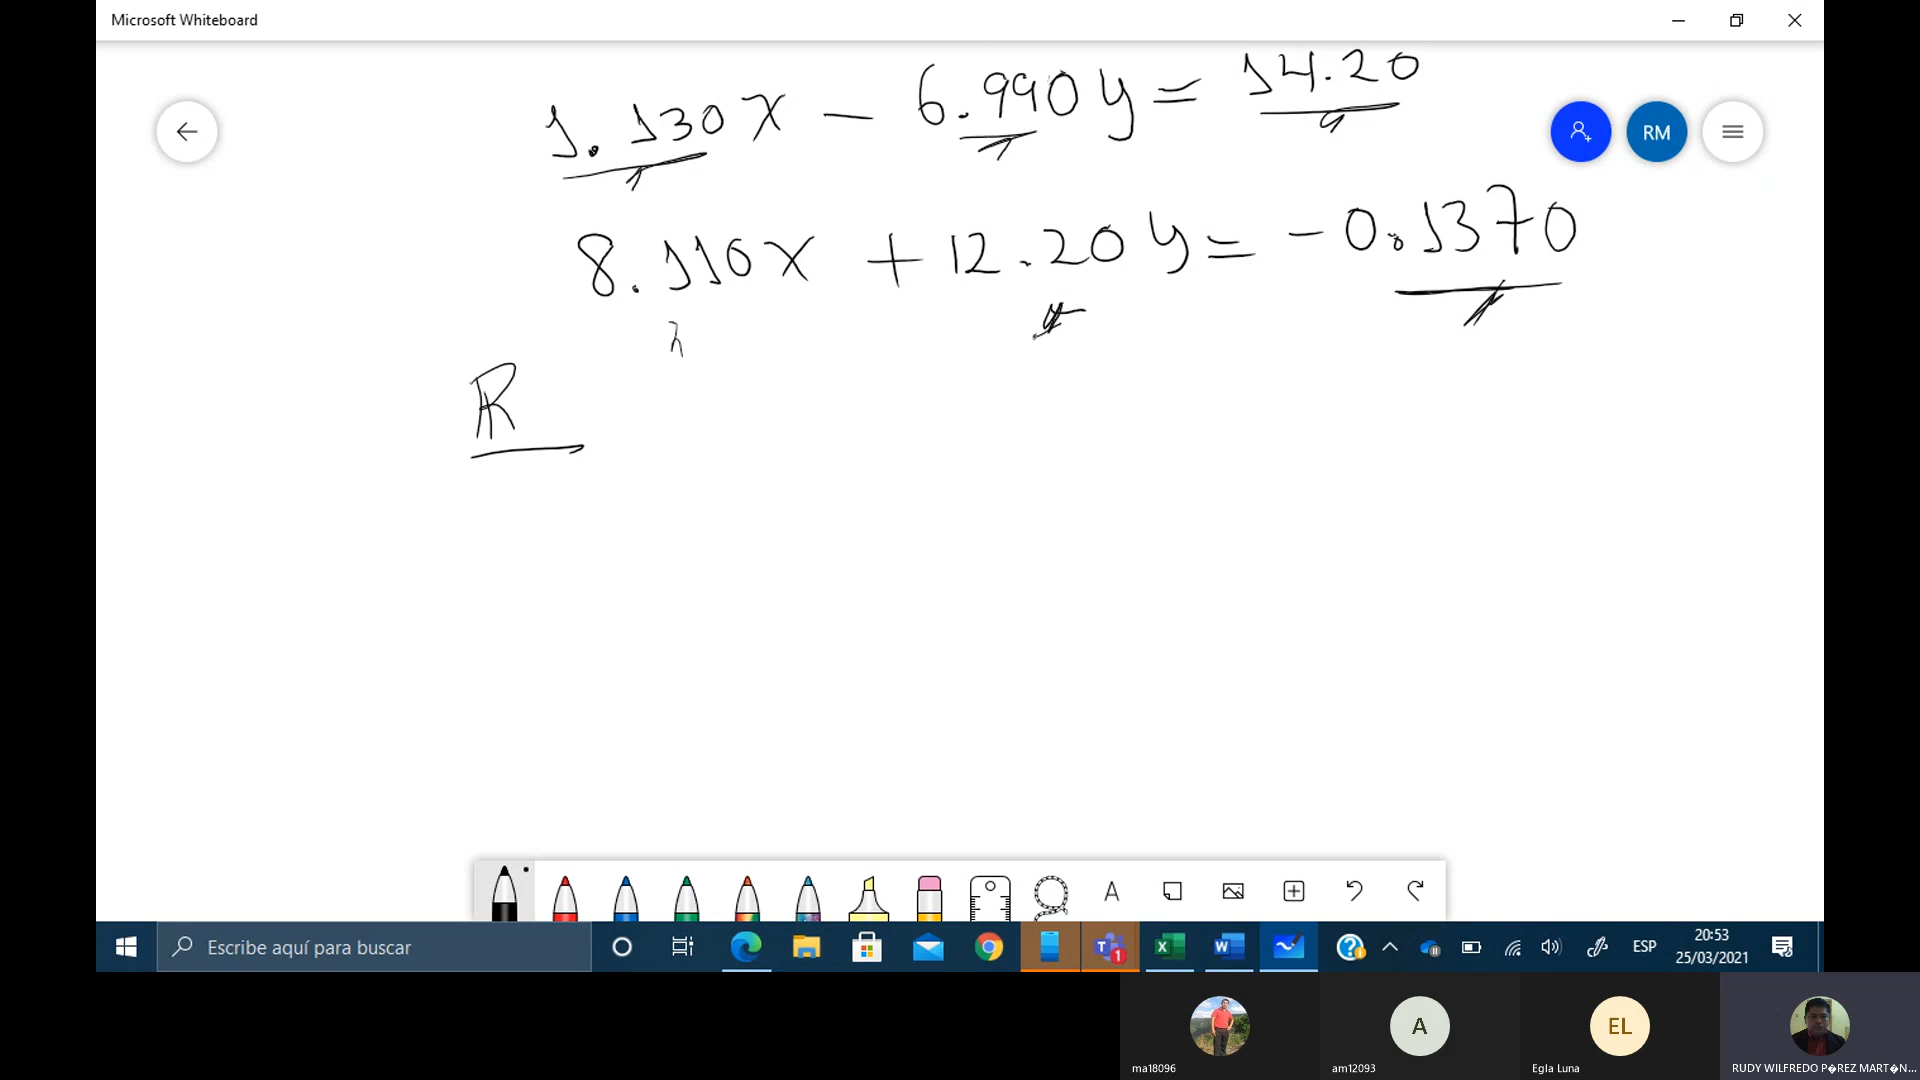 Microsoft Whiteboard
1.130x - 6.990y = 14.20
8.110x + 12.20y = -0.1370
R
RM
A
Escribe aquí para buscar
1
ESP
20:53
25/03/2021
A
EL
ma18096
am12093
Egla Luna
RUDY WILFREDO P�REZ MART�N...